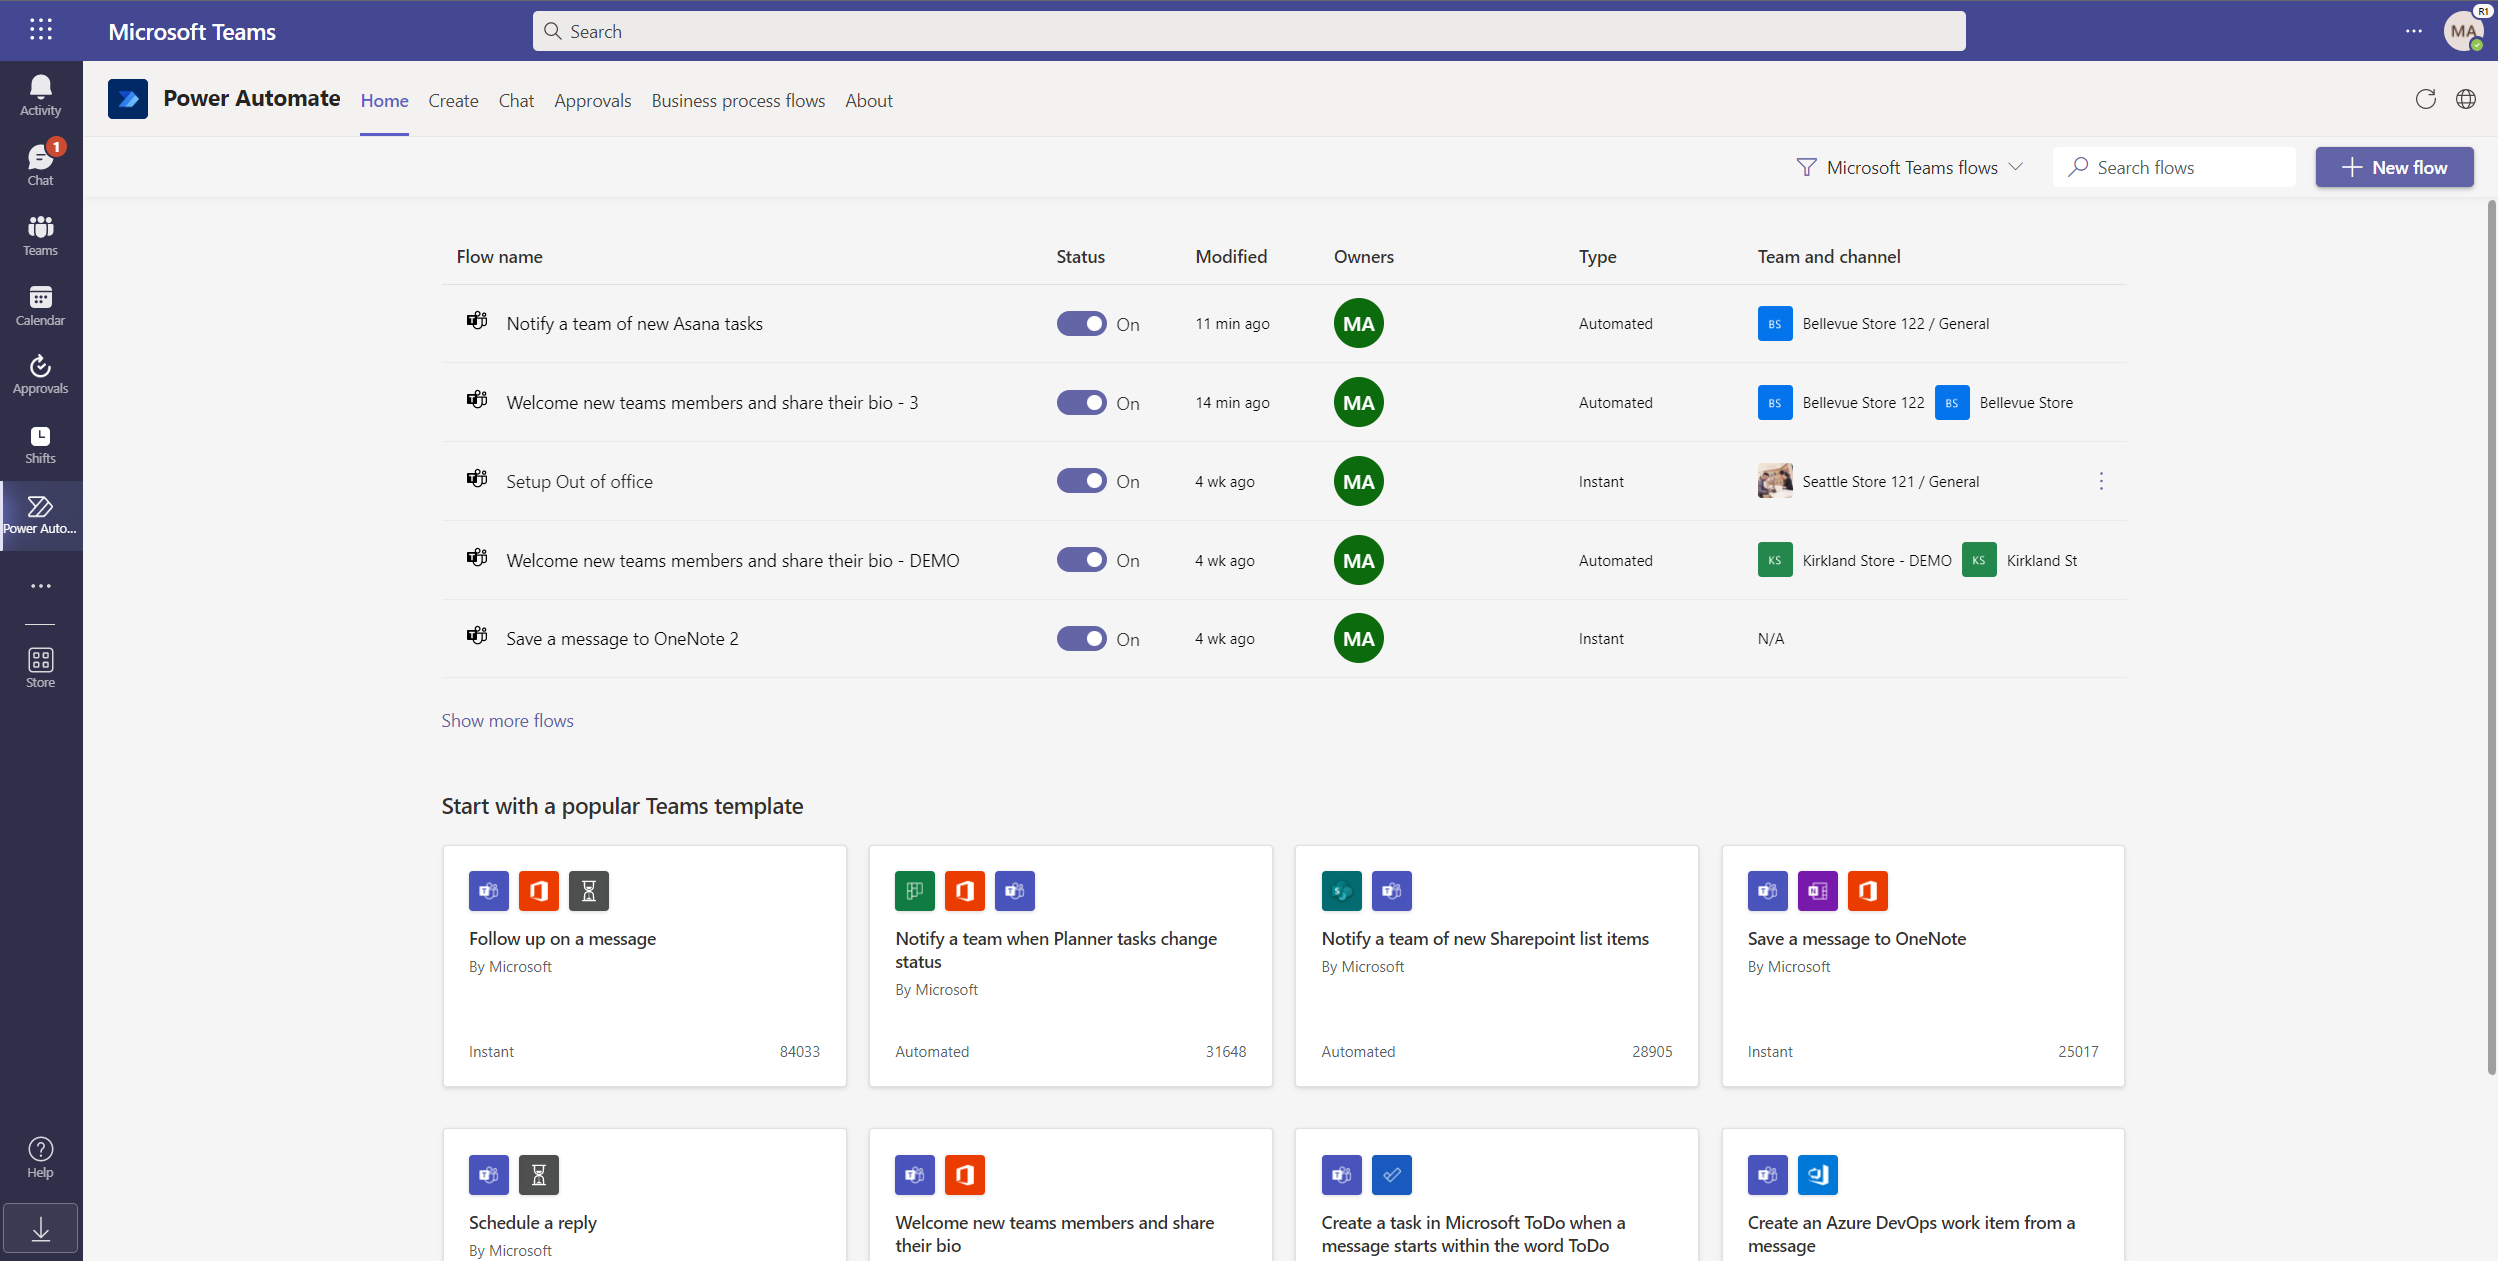 Microsoft Teams
Search
MA
R1
Activity
1
Chat
Teams
Calendar
Approvals
Shifts
Power Auto...
Store
Help
Power Automate Home Create Chat Approvals Business process flows About
Microsoft Teams flows Search flows New flow
Flow name Status Modified Owners Type Team and channel
Notify a team of new Asana tasks On 11 min ago MA Automated BS Bellevue Store 122 / General
Welcome new teams members and share their bio - 3 On 14 min ago MA Automated BS Bellevue Store 122 BS Bellevue Store
Setup Out of office On 4 wk ago MA Instant Seattle Store 121 / General
Welcome new teams members and share their bio - DEMO On 4 wk ago MA Automated KS Kirkland Store - DEMO KS Kirkland St
Save a message to OneNote 2 On 4 wk ago MA Instant N/A
Show more flows
Start with a popular Teams template
Follow up on a message
By Microsoft
Instant 84033
Notify a team when Planner tasks change
status
By Microsoft
Automated 31648
Notify a team of new Sharepoint list items
By Microsoft
Automated 28905
Save a message to OneNote
By Microsoft
Instant 25017
Schedule a reply
By Microsoft
Welcome new teams members and share
their bio
Create a task in Microsoft ToDo when a
message starts within the word ToDo
Create an Azure DevOps work item from a
message